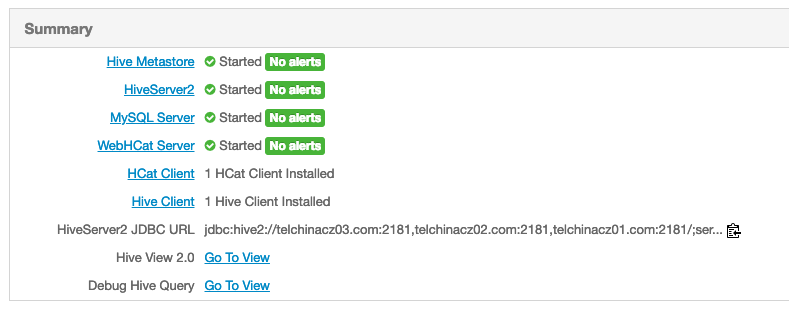 Summary
Hive Metastore Started No alerts
HiveServer2 Started No alerts
MySQL Server Started No alerts
WebHCat Server Started No alerts
HCat Client 1 HCat Client Installed
Hive Client 1 Hive Client Installed
HiveServer2 JDBC URL jdbc:hive2://telchinacz03.com:2181,telchinacz02.com:2181,telchinacz01.com:2181/;ser...
Hive View 2.0 Go To View
Debug Hive Query Go To View